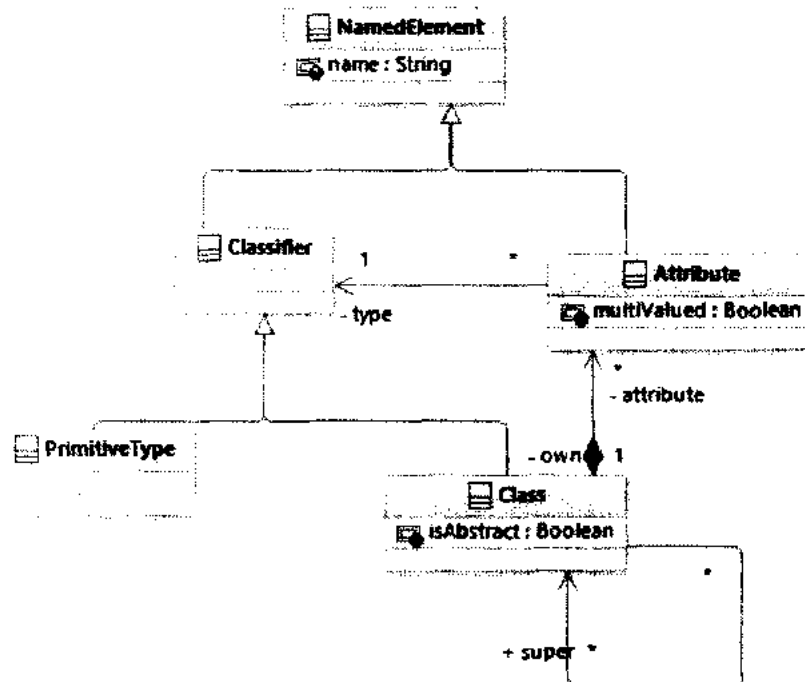 NamedElement
name : String
Classifier
1
*
Attribute
- type
multiValued : Boolean
*
- attribute
PrimitiveType
- own
1
Class
isAbstract : Boolean
*
+ super *